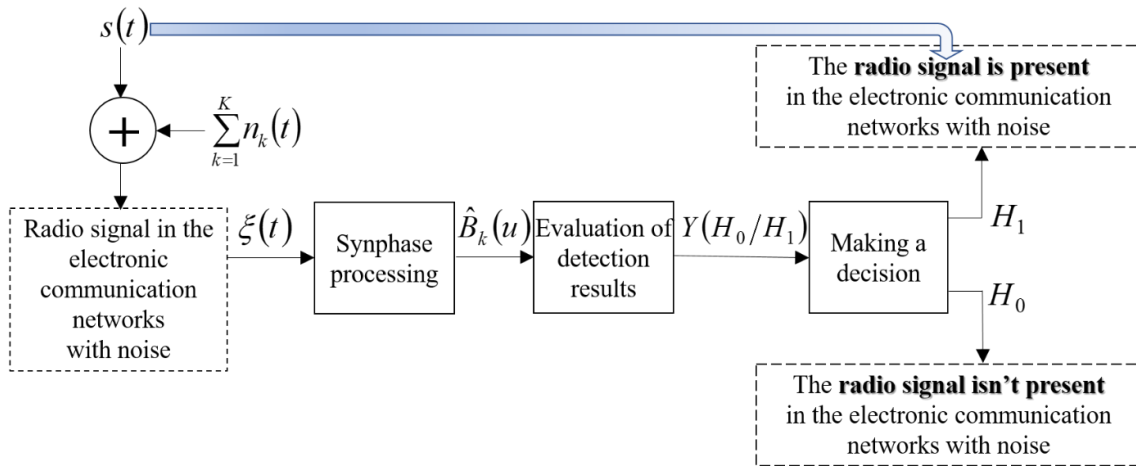 s(t)
The radio signal is present
in the electronic communication
networks with noise
+
\sum_{k=1}^{K} n_k(t)
Radio signal in the
electronic
communication
networks
with noise
ξ(t)
Synphase
processing
\hat{B}_k(u)
Evaluation of
detection
results
Y(H_0/H_1)
Making a
decision
H_1
H_0
The radio signal isn't present
in the electronic communication
networks with noise